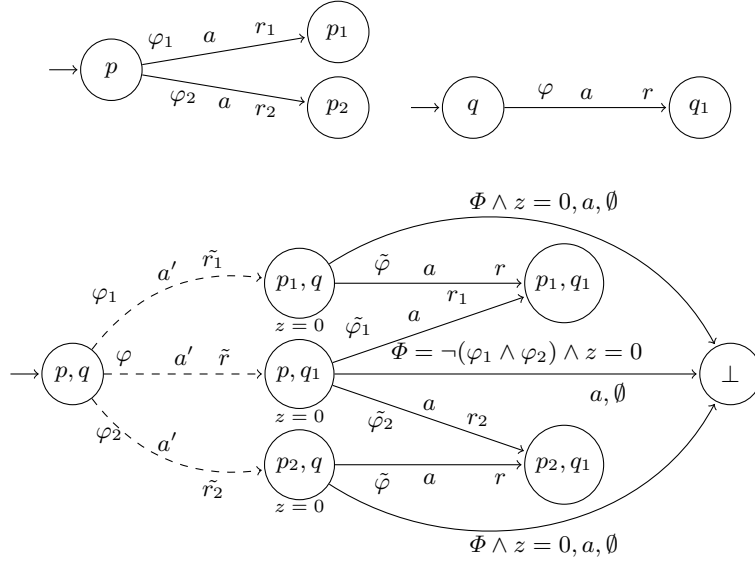 φ₁ a r₁ p₁
p
φ₂ a r₂ p₂
q φ a r q₁
Φ ∧ z = 0, a, ∅
φ₁ a′ r̃₁ p₁, q φ̃ a r p₁, q₁
z = 0
φ̃₁ a r₁
p, q φ a′ r̃ p, q₁ Φ = ¬(φ₁ ∧ φ₂) ∧ z = 0 ⊥
z = 0 a, ∅
φ̃₂ a r₂
φ₂ a′ r̃₂ p₂, q φ̃ a r p₂, q₁
z = 0
Φ ∧ z = 0, a, ∅